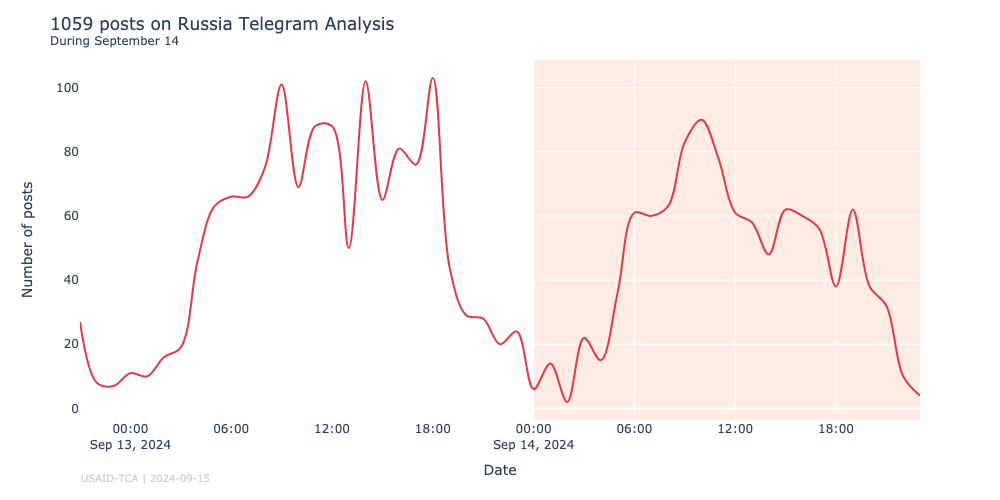 1059 posts on Russia Telegram Analysis
During September 14
Number of posts
100
80
60
40
20
0
00:00 06:00 12:00 18:00 00:00 06:00 12:00 18:00
Sep 13, 2024 Sep 14, 2024
Date
USAID-TCA | 2024-09-15